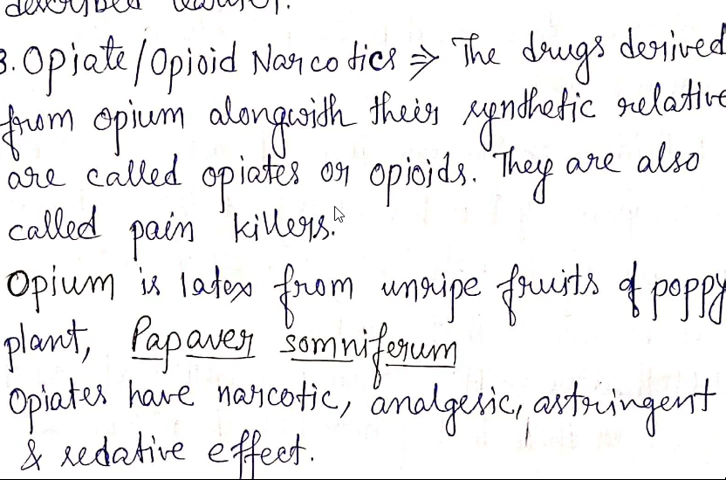 described earlier.
3. Opiate/Opioid Narcotics ⇒ The drugs derived
from opium alongwith their synthetic relative
are called opiates or opioids. They are also
called pain killers.
Opium is latex from unripe fruits of poppy
plant, Papaver somniferum
Opiates have narcotic, analgesic, astringent
& sedative effect.